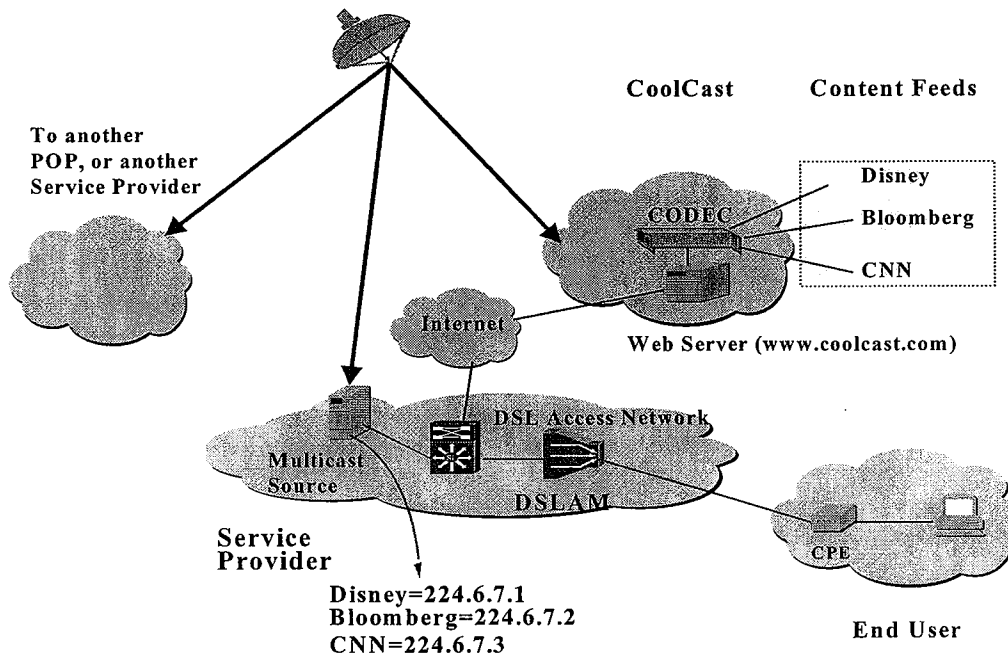 CoolCast
Content Feeds
To another
POP, or another
Service Provider
CODEC
Disney
Bloomberg
CNN
Internet
Web Server (www.coolcast.com)
DSL Access Network
Multicast
Source
DSLAM
Service
Provider
CPE
Disney=224.6.7.1
Bloomberg=224.6.7.2
CNN=224.6.7.3
End User